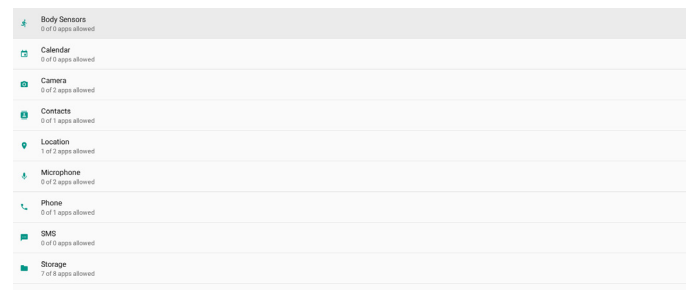 Body Sensors
0 of 0 apps allowed
Calendar
0 of 0 apps allowed
Camera
0 of 2 apps allowed
Contacts
0 of 1 apps allowed
Location
1 of 2 apps allowed
Microphone
0 of 2 apps allowed
Phone
0 of 1 apps allowed
SMS
0 of 0 apps allowed
Storage
7 of 8 apps allowed